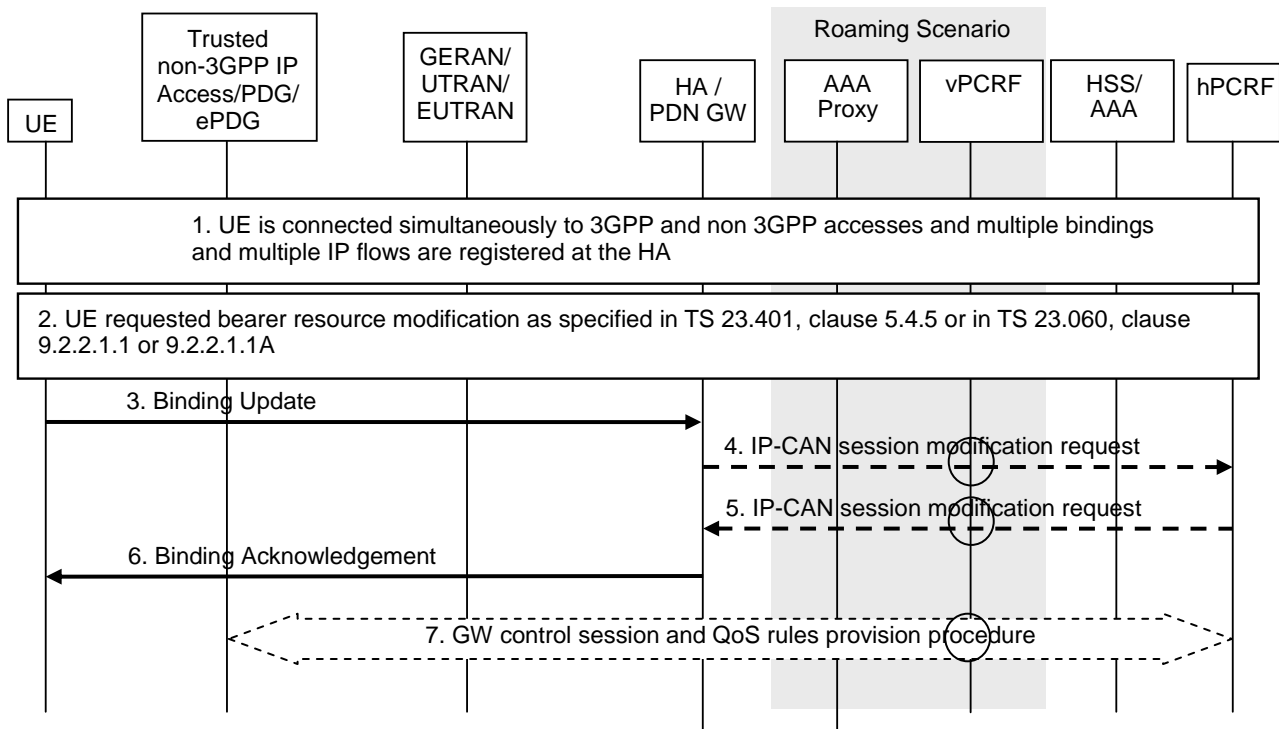 Roaming Scenario
UE
Trusted
non-3GPP IP
Access/PDG/
ePDG
GERAN/
UTRAN/
EUTRAN
HA /
PDN GW
AAA
Proxy
vPCRF
HSS/
AAA
hPCRF
1. UE is connected simultaneously to 3GPP and non 3GPP accesses and multiple bindings
and multiple IP flows are registered at the HA
2. UE requested bearer resource modification as specified in TS 23.401, clause 5.4.5 or in TS 23.060, clause
9.2.2.1.1 or 9.2.2.1.1A
3. Binding Update
4. IP-CAN session modification request
5. IP-CAN session modification request
6. Binding Acknowledgement
7. GW control session and QoS rules provision procedure